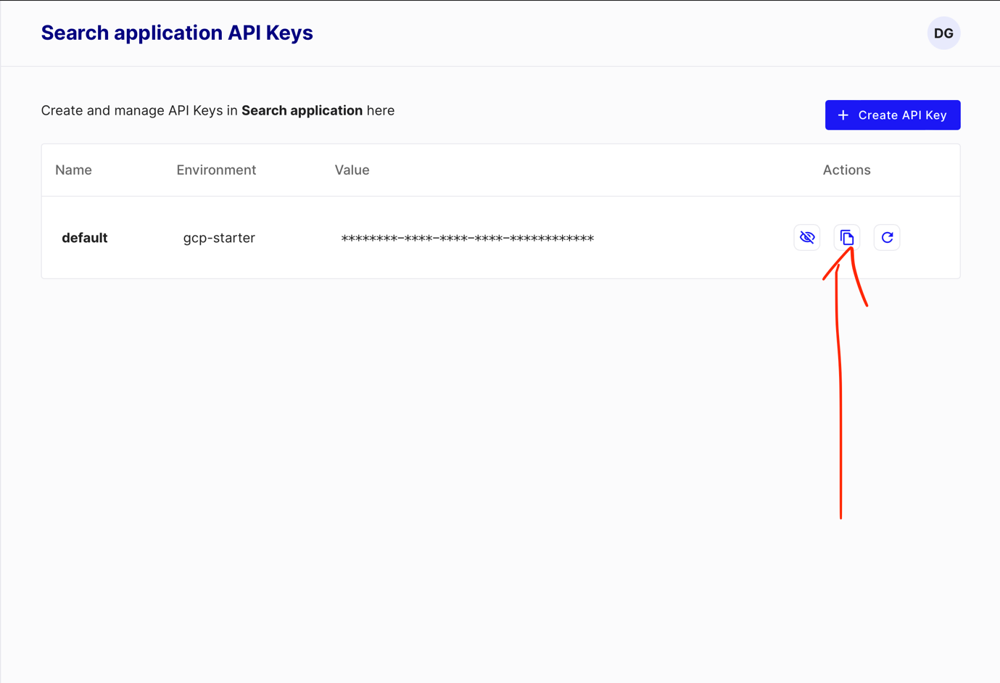 Search application API Keys
DG
Create and manage API Keys in Search application here
+ Create API Key
Name Environment Value Actions
default gcp-starter ********-****-****-****-************